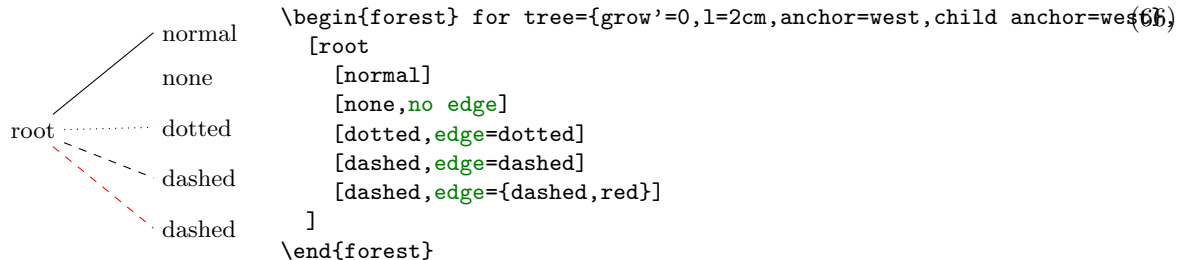 normal
none
root
dotted
dashed
dashed
\begin{forest} for tree={grow'=0,l=2cm,anchor=west,child anchor=west},
(66)
[root
[normal]
[none,no edge]
[dotted,edge=dotted]
[dashed,edge=dashed]
[dashed,edge={dashed,red}]
]
\end{forest}